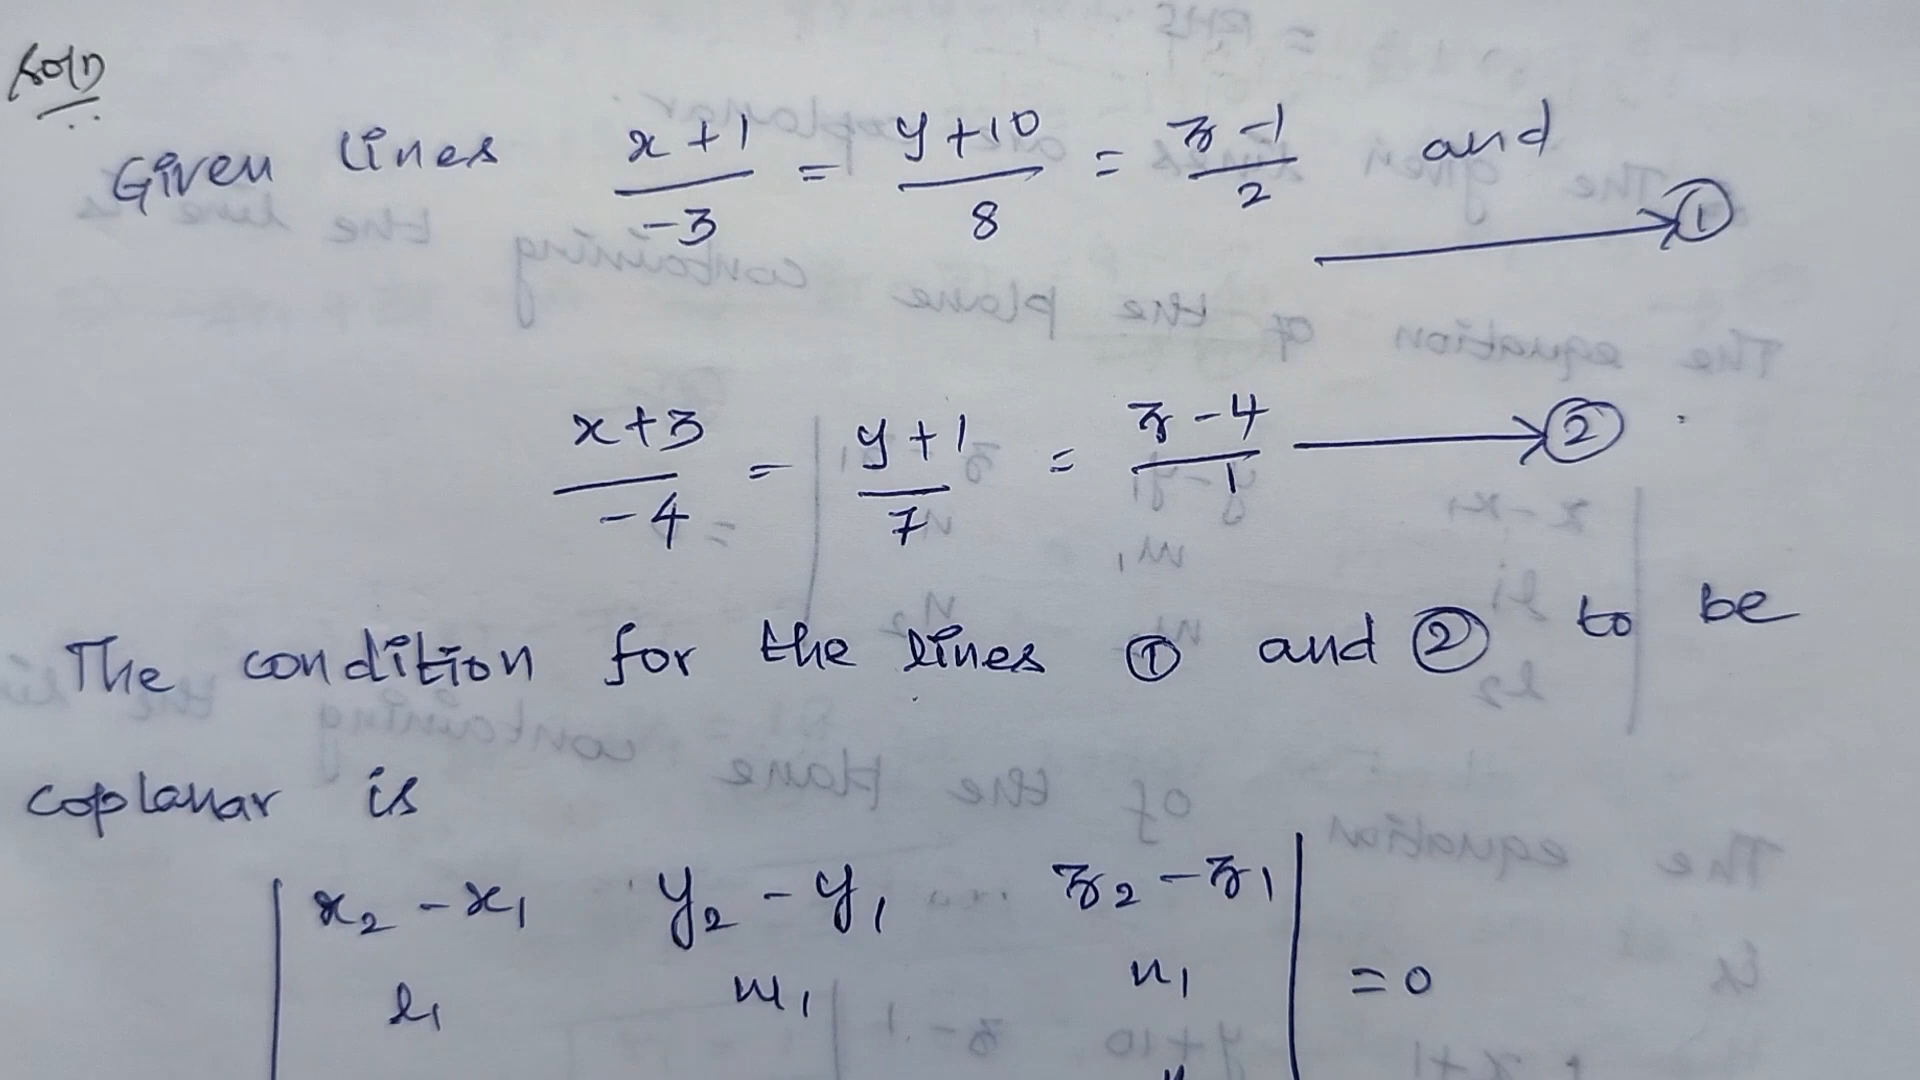 Soln
Given lines x+1/-3 = y+10/8 = z-1/2 and → ①
x+3/-4 = y+1/7 = z-4/1 → ②
The condition for the lines ① and ② to be
coplanar is
| x₂-x₁ y₂-y₁ z₂-z₁ |
| l₁ m₁ n₁ | = 0